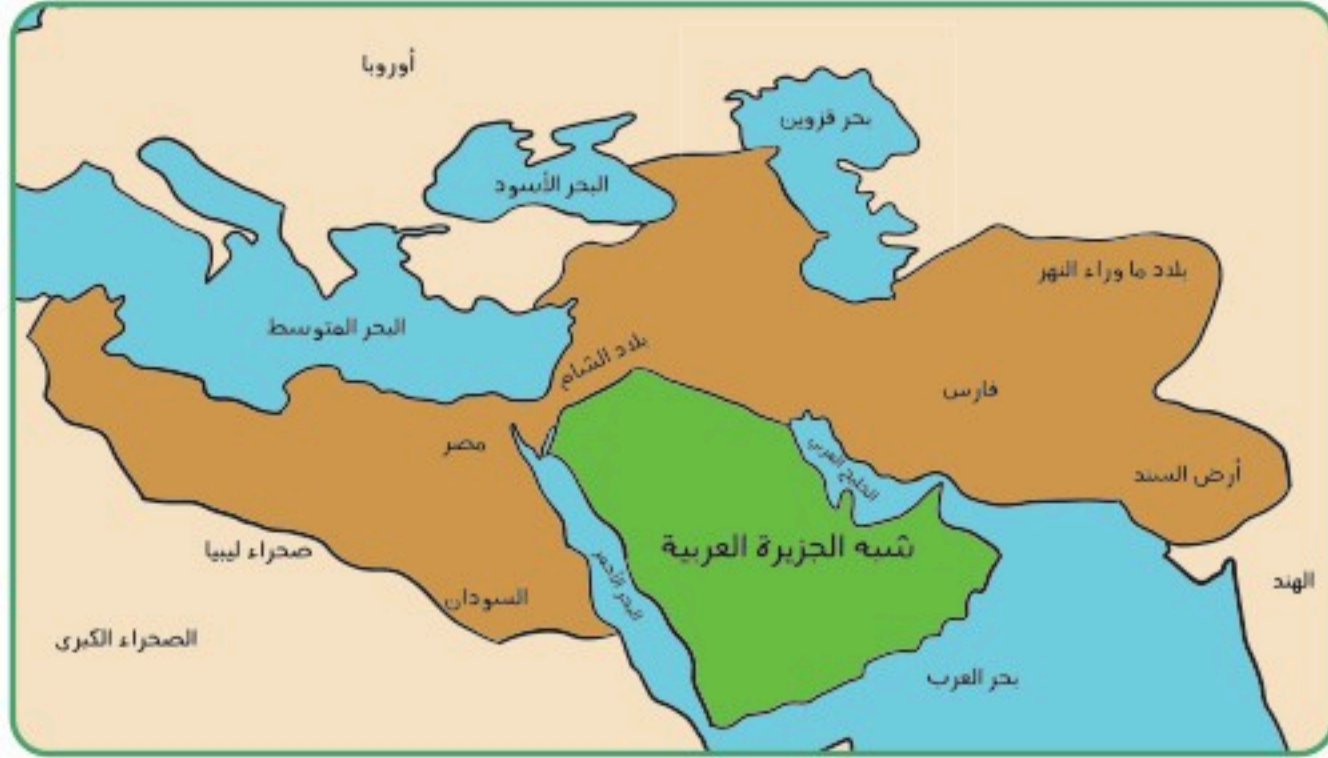 أوروبا
بحر قزوين
البحر الأسود
بلاد ما وراء النهر
البحر المتوسط
بلاد الشام
فارس
مصر
الخليج العربي
أرض السند
شبه الجزيرة العربية
صحراء ليبيا
البحر الأحمر
الهند
السودان
الصحراء الكبرى
بحر العرب